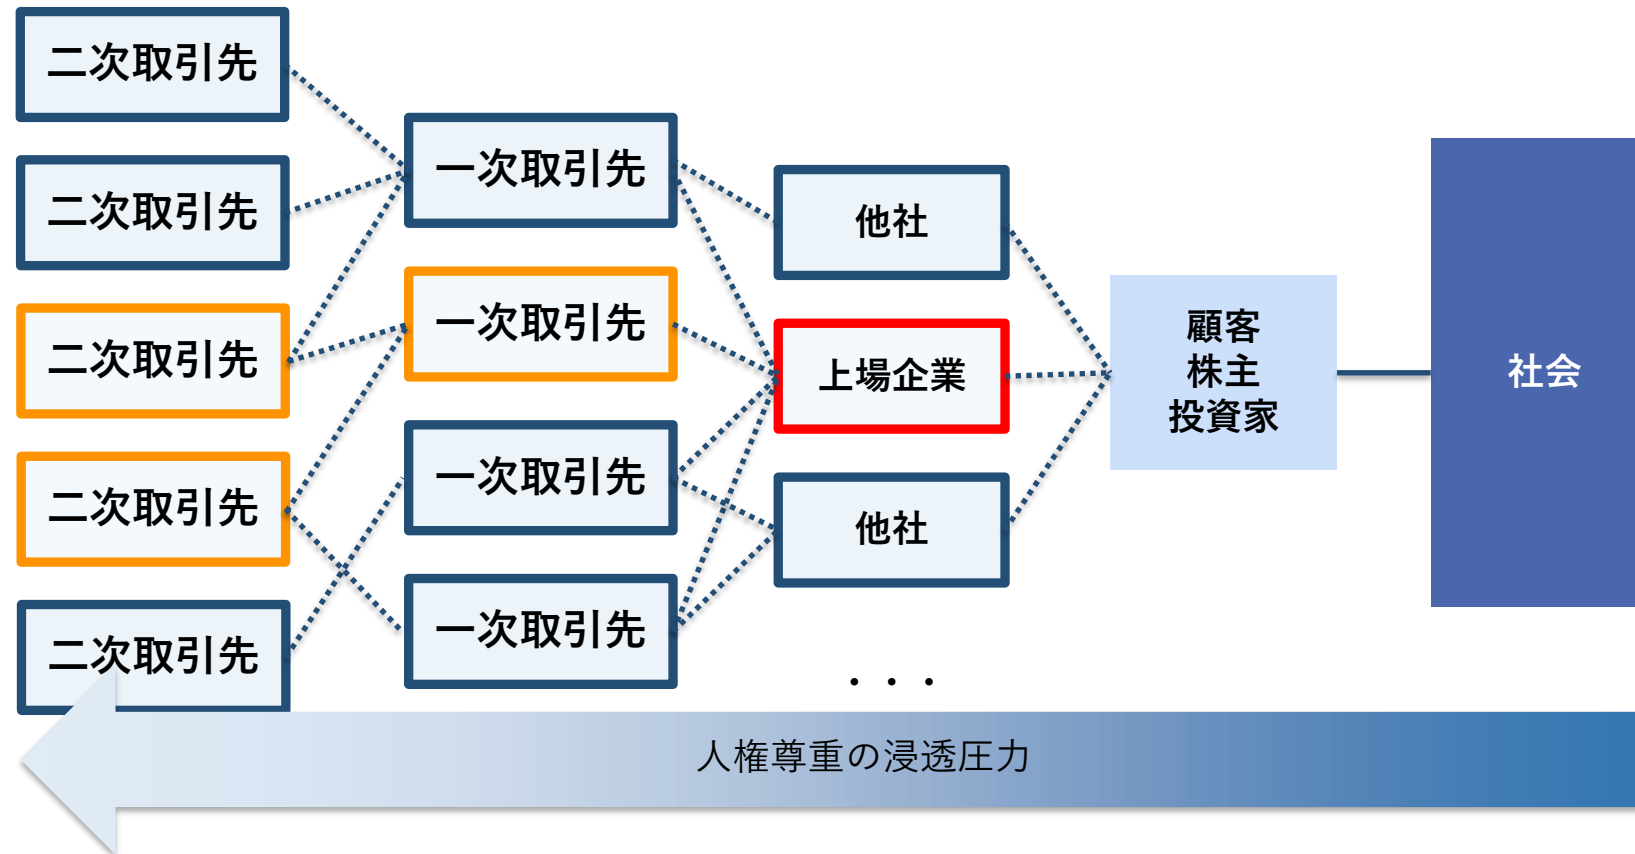 二次取引先
二次取引先
二次取引先
二次取引先
二次取引先
一次取引先
一次取引先
一次取引先
一次取引先
他社
上場企業
他社
・・・
顧客
株主
投資家
社会
人権尊重の浸透圧力